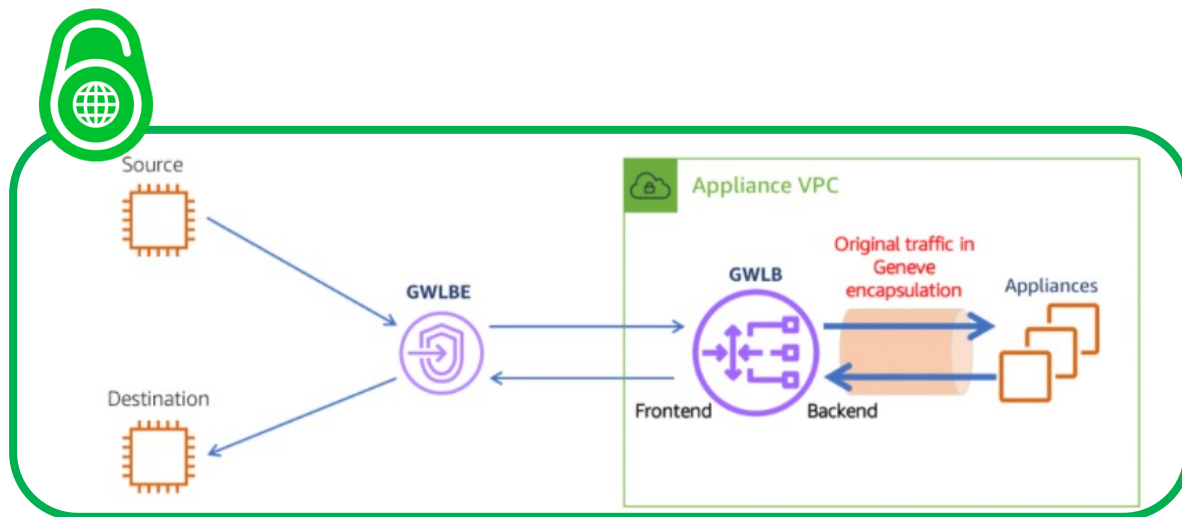 Source
Appliance VPC
Original traffic in
Geneve
encapsulation
GWLB
Appliances
GWLBE
Destination
Frontend
Backend